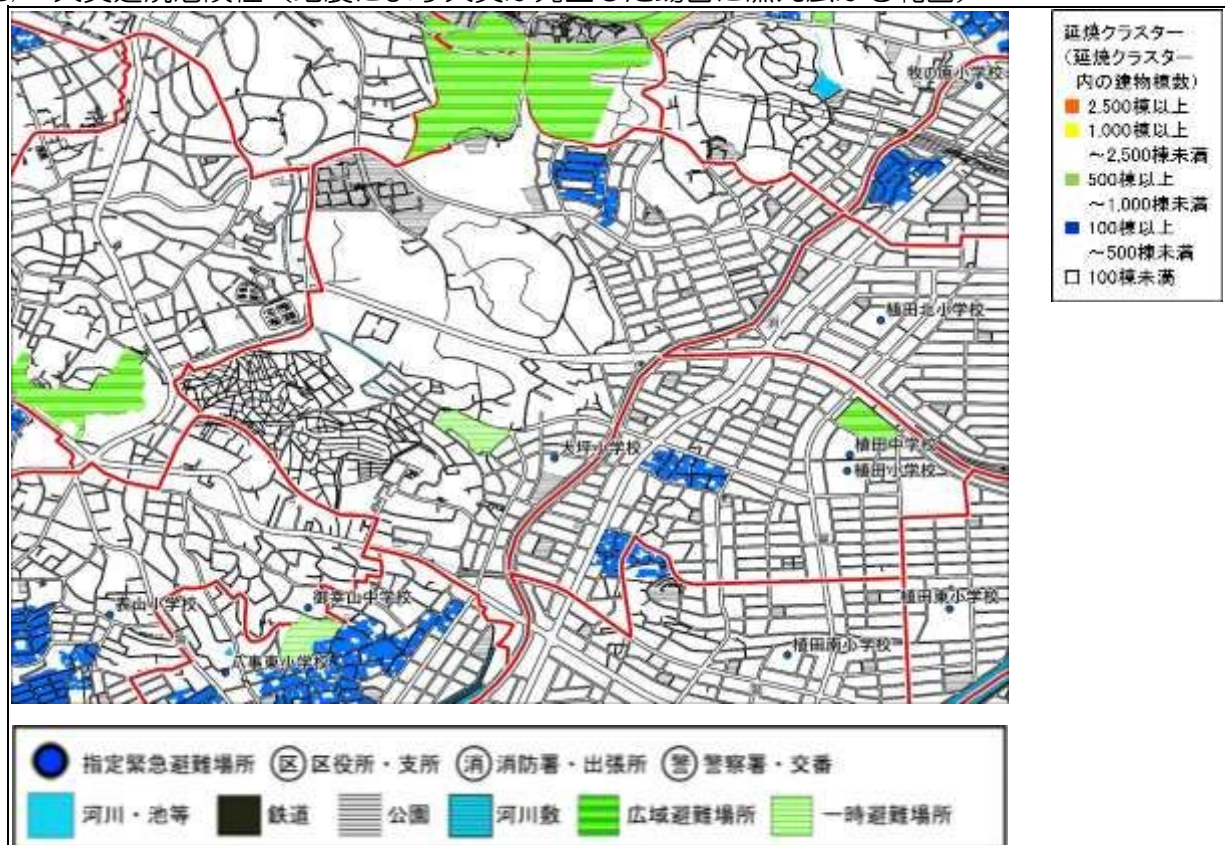 延焼クラスター
(延焼クラスター
内の建物棟数)
2,500棟以上
1,000棟以上
～2,500棟未満
500棟以上
～1,000棟未満
100棟以上
～500棟未満
100棟未満
牧の原小学校
植田北小学校
大坪小学校
植田中学校
植田小学校
植田東小学校
表山小学校
御幸山中学校
八事東小学校
植田南小学校
指定緊急避難場所 区 区役所・支所 消 消防署・出張所 警 警察署・交番
河川・池等 鉄道 公園 河川敷 広域避難場所 一時避難場所